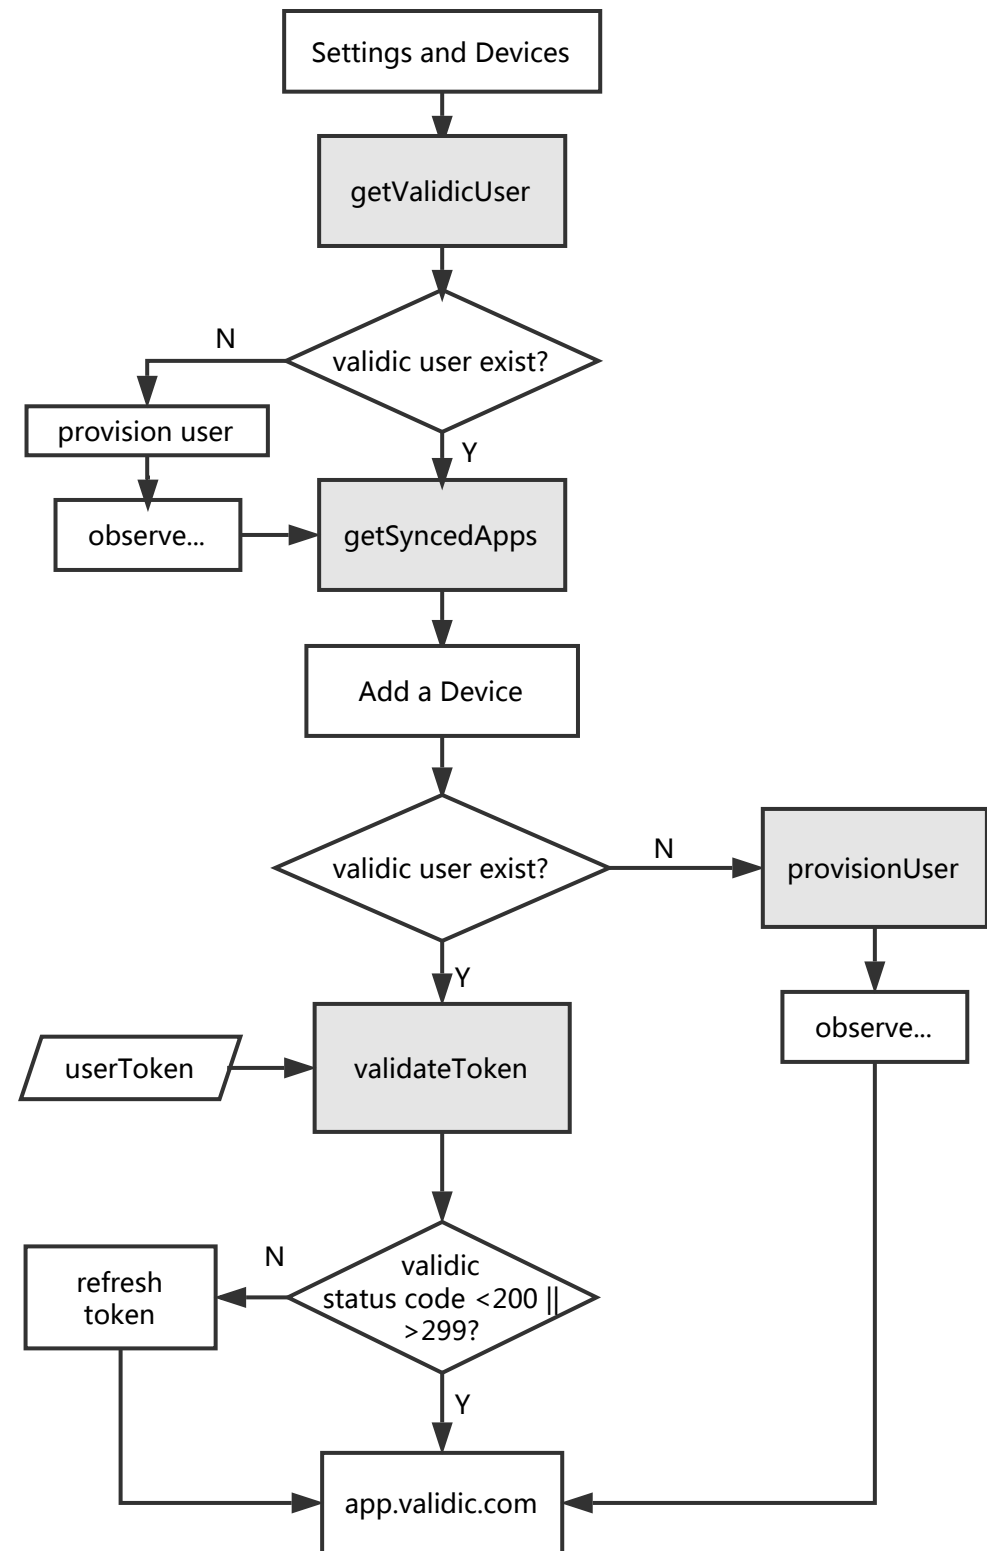 Settings and Devices
getValidicUser
validic user exist?
N
provision user
Y
observe...
getSyncedApps
Add a Device
validic user exist?
N
provisionUser
Y
observe...
userToken
validateToken
N
refresh
token
validic
status code <200 ||
>299?
Y
app.validic.com